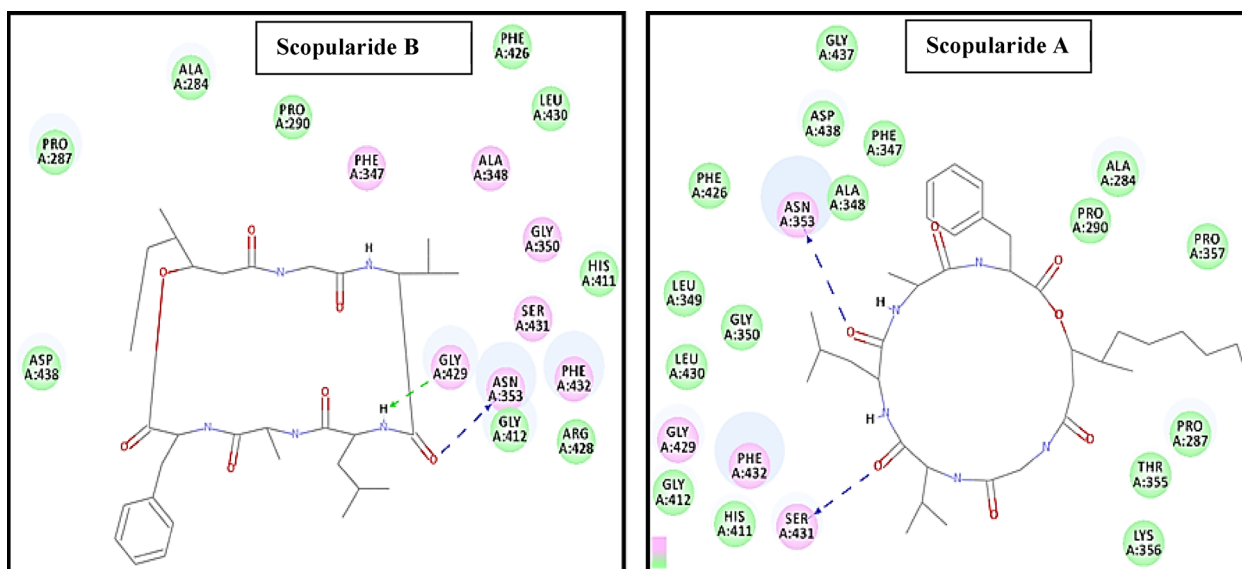 Scopularide B
PHE
A:426
ALA
A:284
LEU
A:430
PRO
A:290
PRO
A:287
PHE
A:347
ALA
A:348
GLY
A:350
HIS
A:411
SER
A:431
ASP
A:438
GLY
A:429
ASN
A:353
PHE
A:432
GLY
A:412
ARG
A:428
O
O
H
N
N
O
O
H
N
O
N
O
N
O
O
Scopularide A
GLY
A:437
ASP
A:438
PHE
A:347
PHE
A:426
ASN
A:353
ALA
A:348
ALA
A:284
PRO
A:290
PRO
A:357
LEU
A:349
GLY
A:350
LEU
A:430
GLY
A:429
PHE
A:432
GLY
A:412
HIS
A:411
SER
A:431
PRO
A:287
THR
A:355
LYS
A:356
O
N
O
H
N
O
O
H
N
O
O
N
N
O